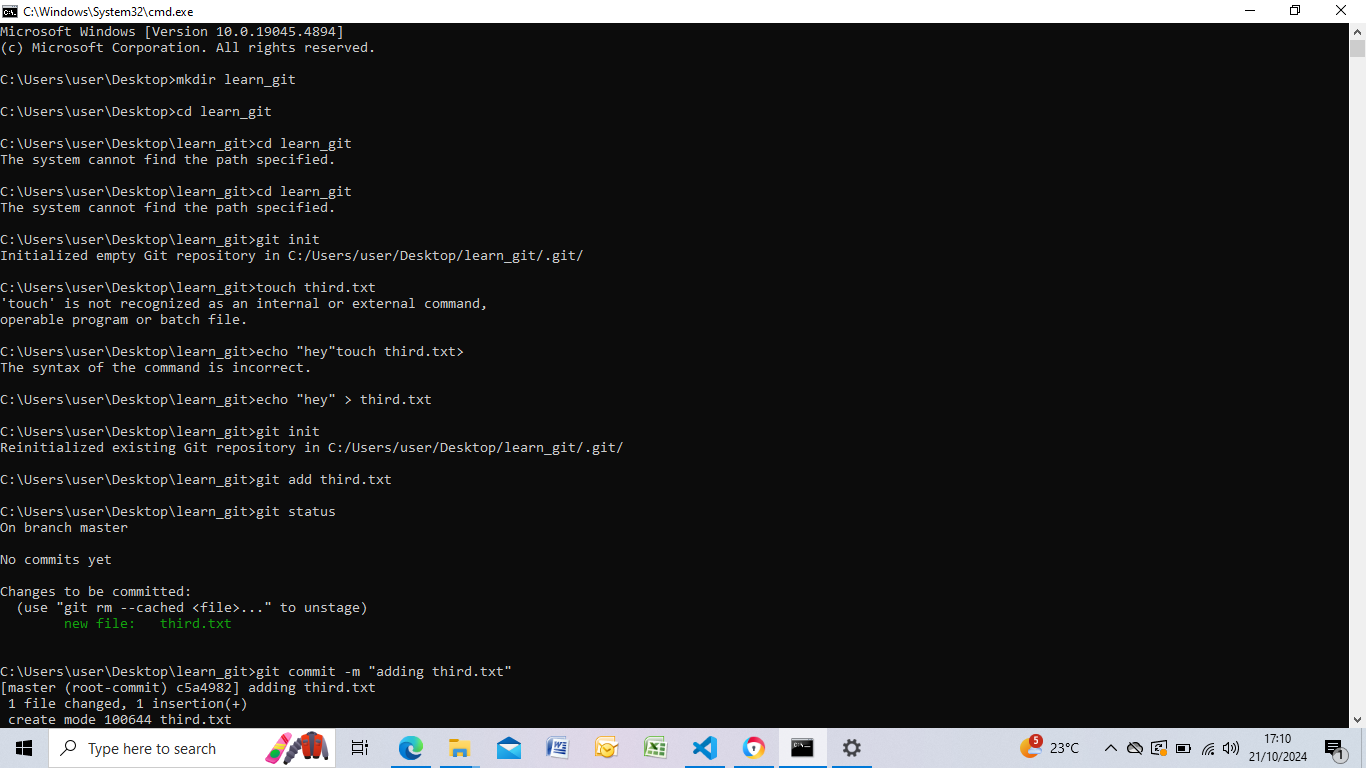 C:\Windows\System32\cmd.exe
Microsoft Windows [Version 10.0.19045.4894]
(c) Microsoft Corporation. All rights reserved.
C:\Users\user\Desktop>mkdir learn_git
C:\Users\user\Desktop>cd learn_git
C:\Users\user\Desktop\learn_git>cd learn_git
The system cannot find the path specified.
C:\Users\user\Desktop\learn_git>cd learn_git
The system cannot find the path specified.
C:\Users\user\Desktop\learn_git>git init
Initialized empty Git repository in C:/Users/user/Desktop/learn_git/.git/
C:\Users\user\Desktop\learn_git>touch third.txt
'touch' is not recognized as an internal or external command,
operable program or batch file.
C:\Users\user\Desktop\learn_git>echo "hey"touch third.txt>
The syntax of the command is incorrect.
C:\Users\user\Desktop\learn_git>echo "hey" > third.txt
C:\Users\user\Desktop\learn_git>git init
Reinitialized existing Git repository in C:/Users/user/Desktop/learn_git/.git/
C:\Users\user\Desktop\learn_git>git add third.txt
C:\Users\user\Desktop\learn_git>git status
On branch master
No commits yet
Changes to be committed:
  (use "git rm --cached <file>..." to unstage)
        new file:   third.txt
C:\Users\user\Desktop\learn_git>git commit -m "adding third.txt"
[master (root-commit) c5a4982] adding third.txt
 1 file changed, 1 insertion(+)
 create mode 100644 third.txt
Type here to search
5
23°C
17:10
21/10/2024
1